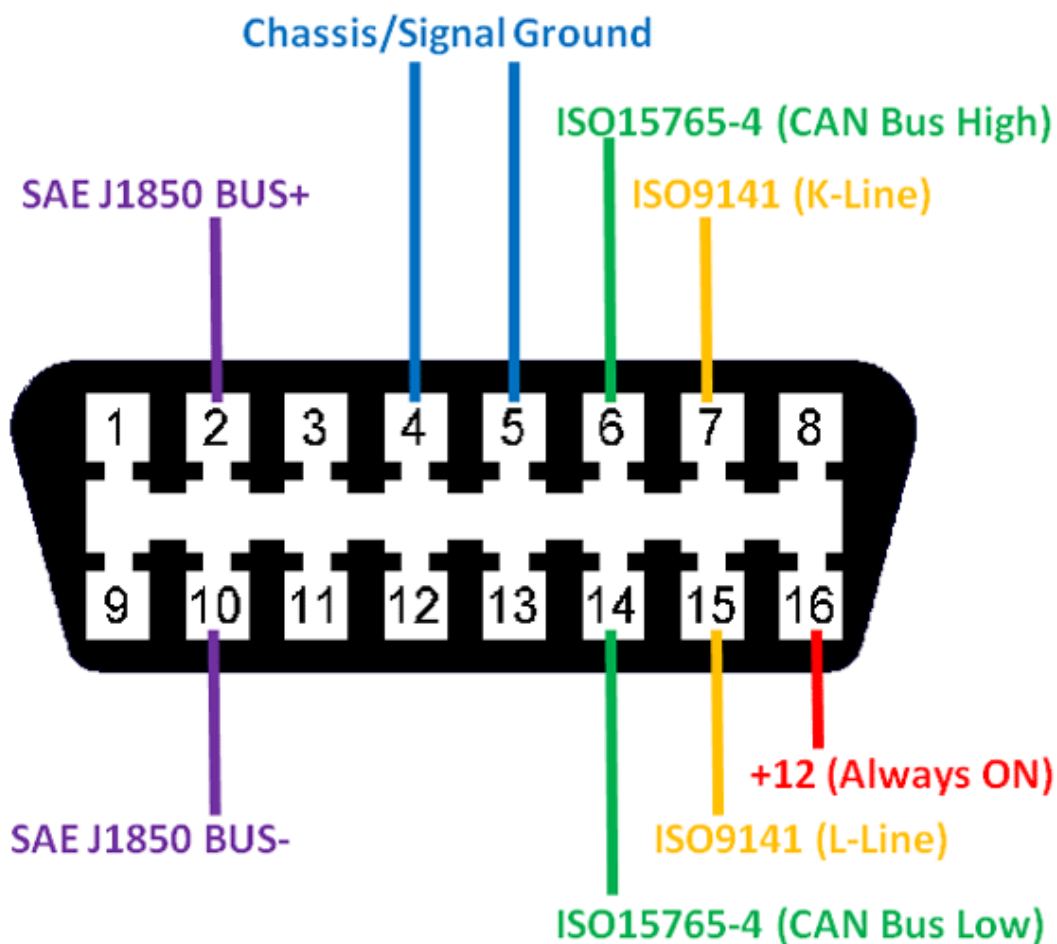 Chassis/Signal Ground
ISO15765-4 (CAN Bus High)
SAE J1850 BUS+
ISO9141 (K-Line)
1 2 3 4 5 6 7 8
9 10 11 12 13 14 15 16
+12 (Always ON)
SAE J1850 BUS-
ISO9141 (L-Line)
ISO15765-4 (CAN Bus Low)